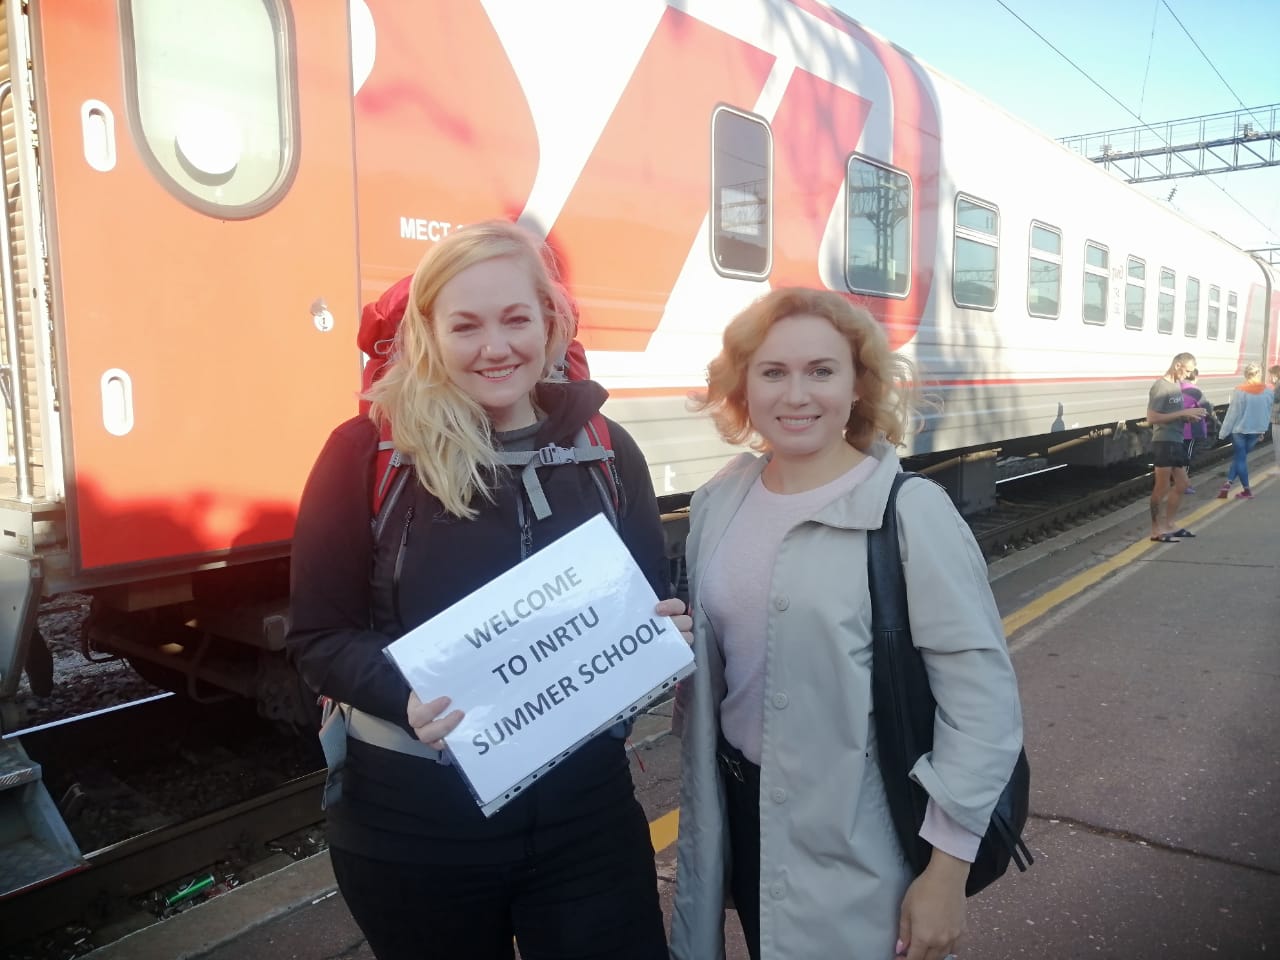 МЕСТ
WELCOME
TO INRTU
SUMMER SCHOOL